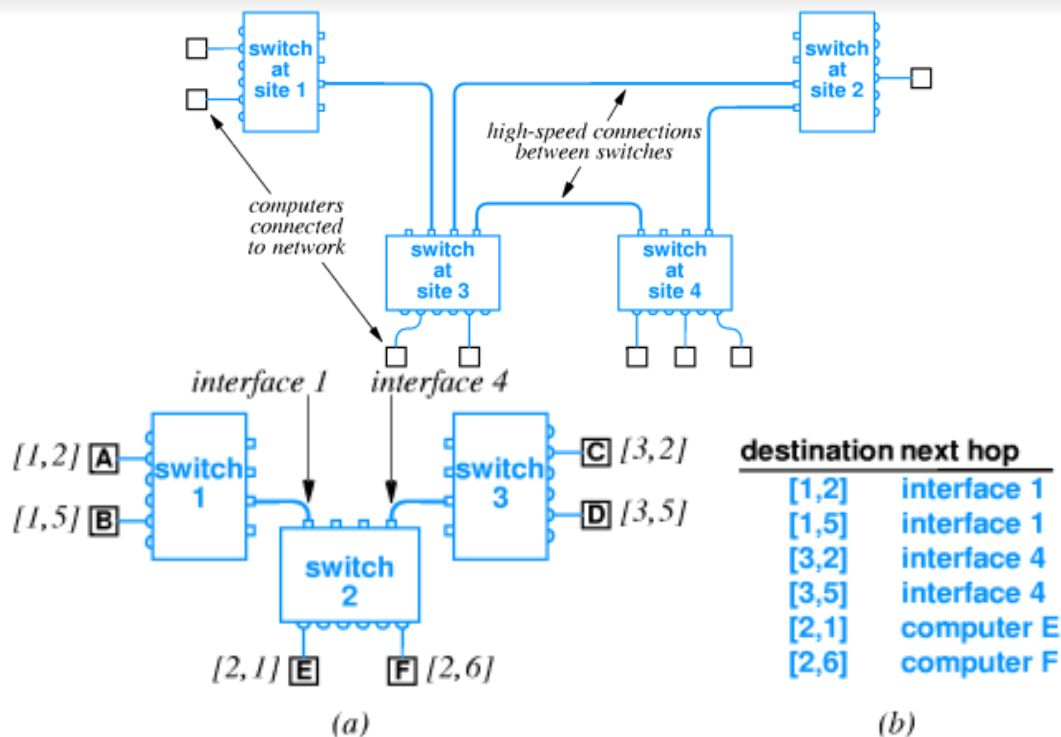 switch
at
site 1
switch
at
site 2
high-speed connections
between switches
computers
connected
to network
switch
at
site 3
switch
at
site 4
interface 1
interface 4
[1,2] A
switch
1
[1,5] B
switch
3
C [3,2]
D [3,5]
switch
2
[2,1] E
F [2,6]
(a)
destination next hop
[1,2] interface 1
[1,5] interface 1
[3,2] interface 4
[3,5] interface 4
[2,1] computer E
[2,6] computer F
(b)